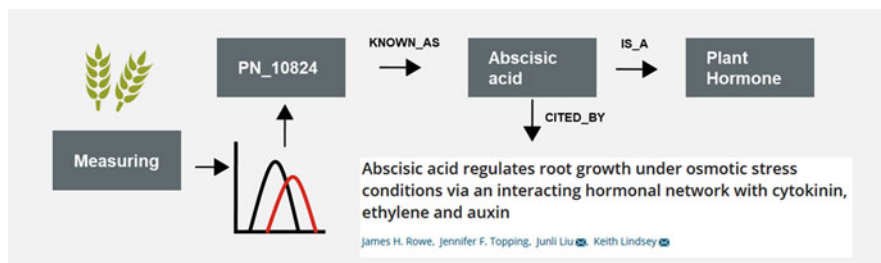 KNOWN_AS
IS_A
PN_10824
Abscisic
acid
Plant
Hormone
CITED_BY
Measuring
Abscisic acid regulates root growth under osmotic stress
conditions via an interacting hormonal network with cytokinin,
ethylene and auxin
James H. Rowe, Jennifer F. Topping, Junli Liu, Keith Lindsey